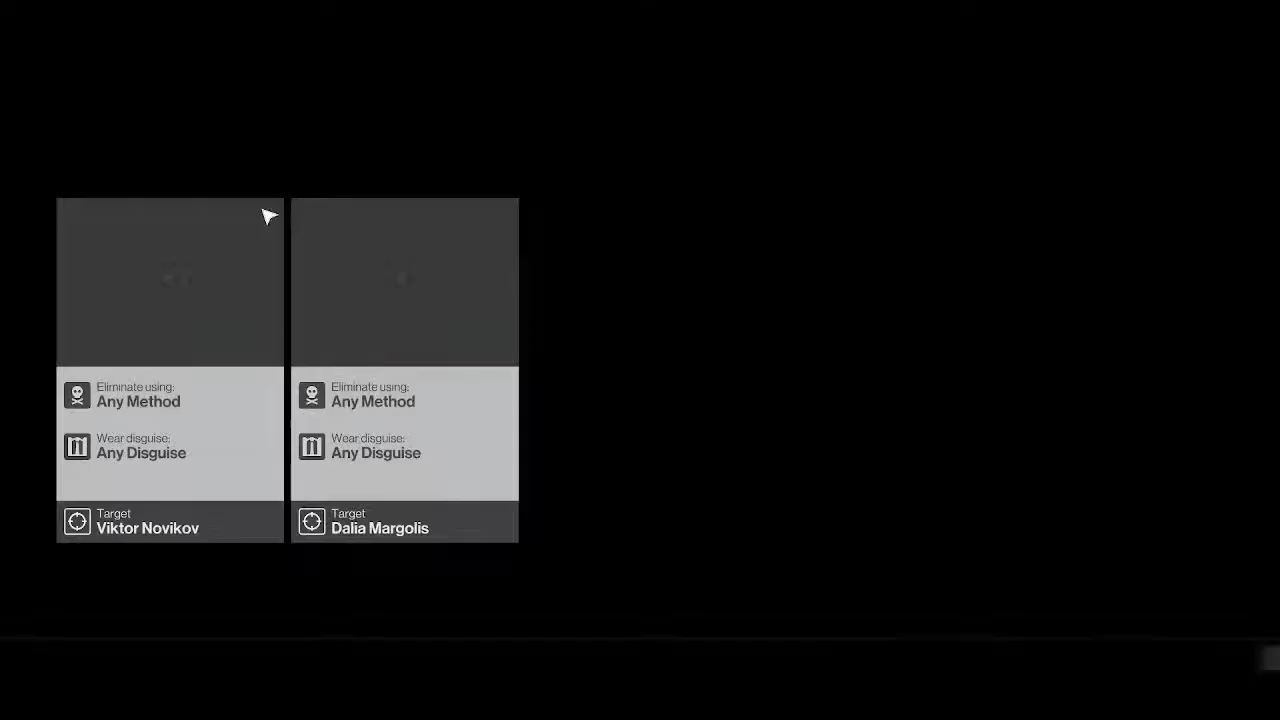 Eliminate using:
Any Method
Wear disguise:
Any Disguise
Target
Viktor Novikov
Eliminate using:
Any Method
Wear disguise:
Any Disguise
Target
Dalia Margolis